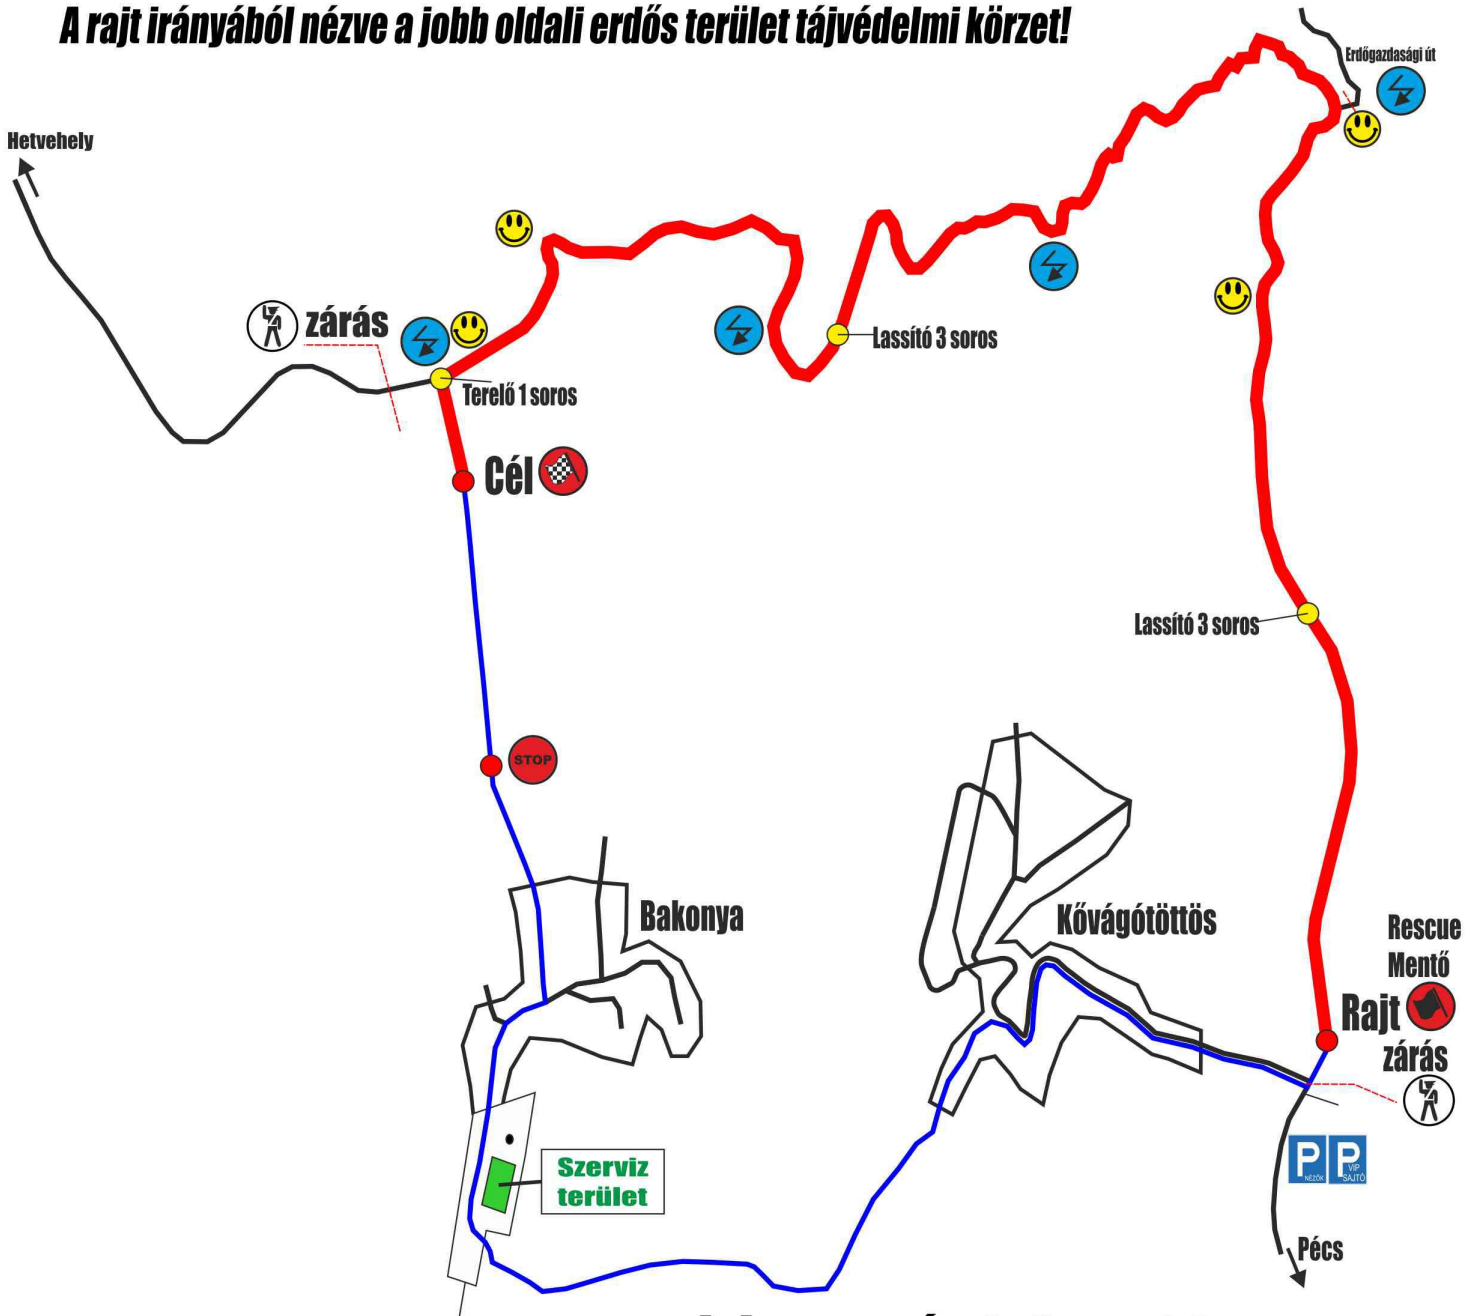 A rajt irányából nézve a jobb oldali erdős terület tájvédelmi körzet!
Erdőgazdasági út
Hetvehely
zárás
Lassító 3 soros
Terelő 1 soros
Cél
Lassító 3 soros
STOP
Bakonya
Kővágótöttös
Rescue
Mentő
Rajt
zárás
P NÉZŐK
P VIP SAJTÓ
Szerviz
terület
Pécs